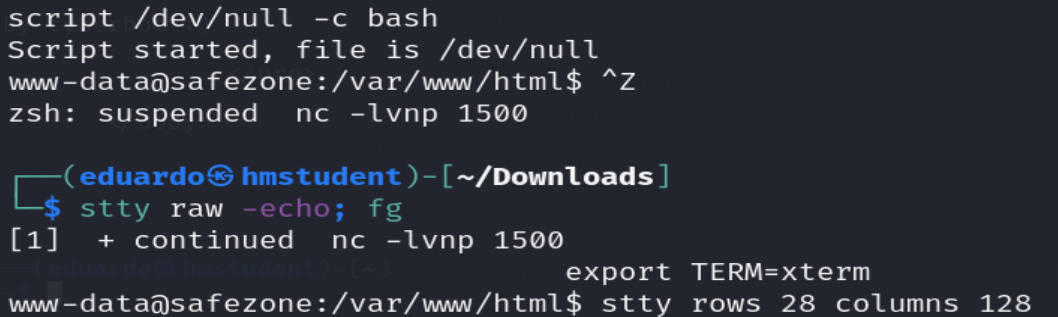 script /dev/null -c bash
Script started, file is /dev/null
www-data@safezone:/var/www/html$ ^Z
zsh: suspended  nc -lvnp 1500
┌──(eduardo㉿hmstudent)-[~/Downloads]
└─$ stty raw -echo; fg
[1]  + continued  nc -lvnp 1500
export TERM=xterm
www-data@safezone:/var/www/html$ stty rows 28 columns 128